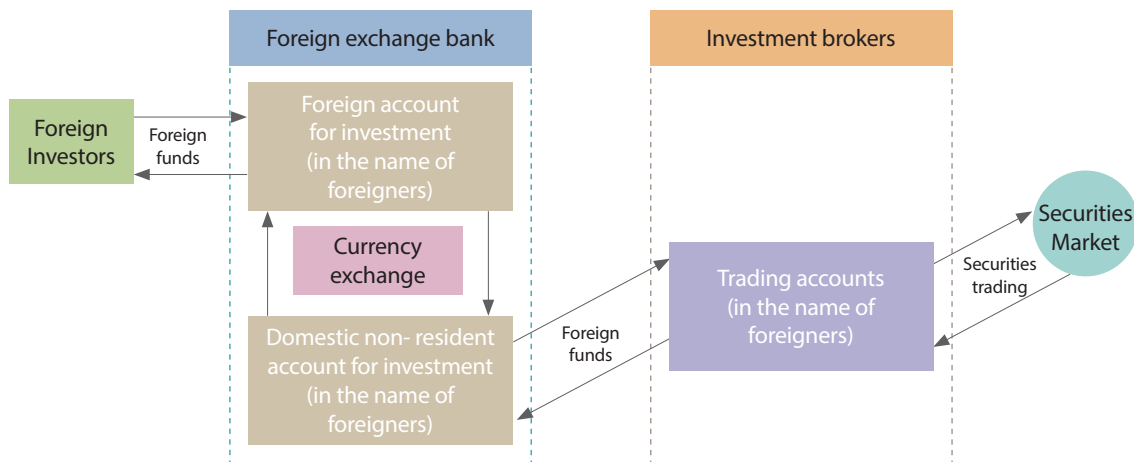 Foreign exchange bank
Investment brokers
Foreign
Investors
Foreign
funds
Foreign account
for investment
(in the name of
foreigners)
Currency
exchange
Domestic non- resident
account for investment
(in the name of
foreigners)
Foreign
funds
Trading accounts
(in the name of
foreigners)
Securities
trading
Securities
Market